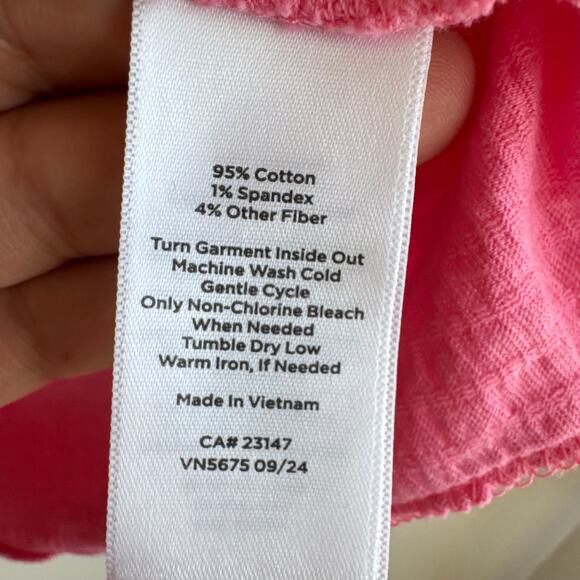 95% Cotton
1% Spandex
4% Other Fiber
Turn Garment Inside Out
Machine Wash Cold
Gentle Cycle
Only Non-Chlorine Bleach
When Needed
Tumble Dry Low
Warm Iron, If Needed
Made In Vietnam
CA# 23147
VN5675 09/24